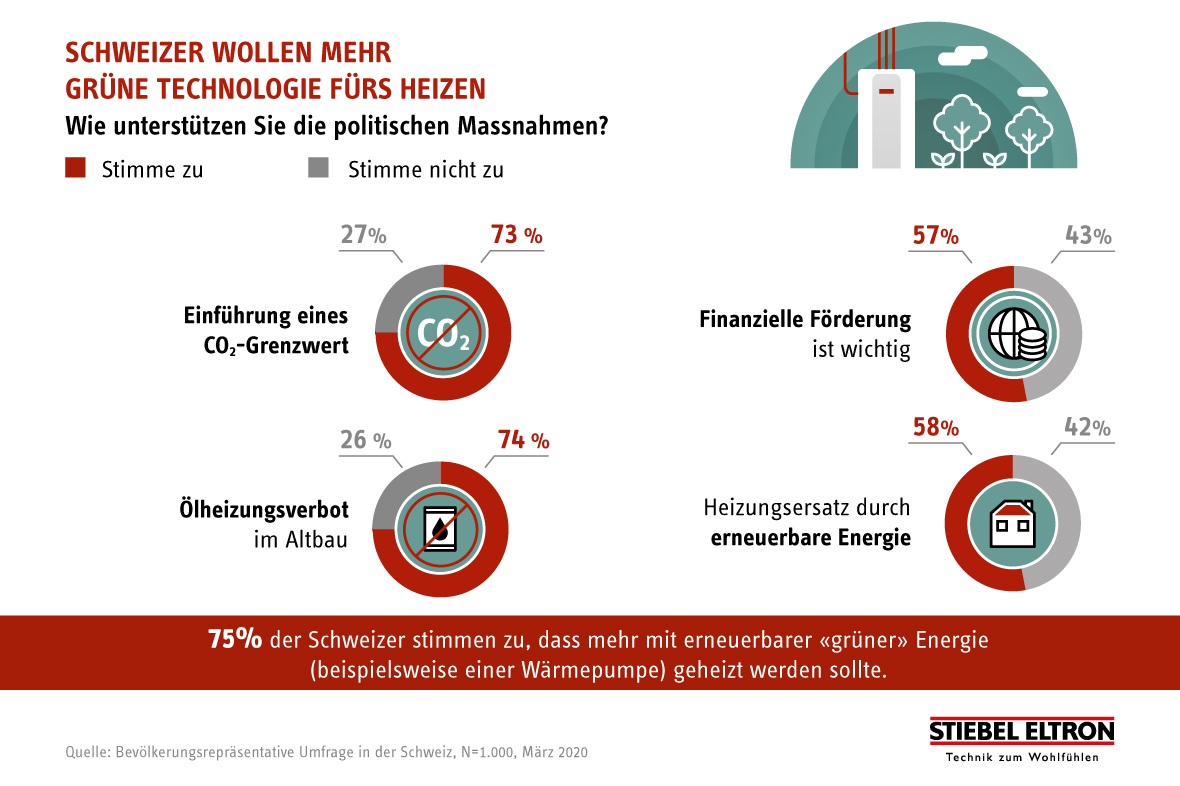 SCHWEIZER WOLLEN MEHR
GRÜNE TECHNOLOGIE FÜRS HEIZEN
Wie unterstützen Sie die politischen Massnahmen?
Stimme zu
Stimme nicht zu
27%
73 %
Einführung eines
CO₂-Grenzwert
CO₂
57%
43%
Finanzielle Förderung
ist wichtig
26 %
74 %
Ölheizungsverbot
im Altbau
58%
42%
Heizungsersatz durch
erneuerbare Energie
75% der Schweizer stimmen zu, dass mehr mit erneuerbarer «grüner» Energie
(beispielsweise einer Wärmepumpe) geheizt werden sollte.
Quelle: Bevölkerungsrepräsentative Umfrage in der Schweiz, N=1.000, März 2020
STIEBEL ELTRON
Technik zum Wohlfühlen